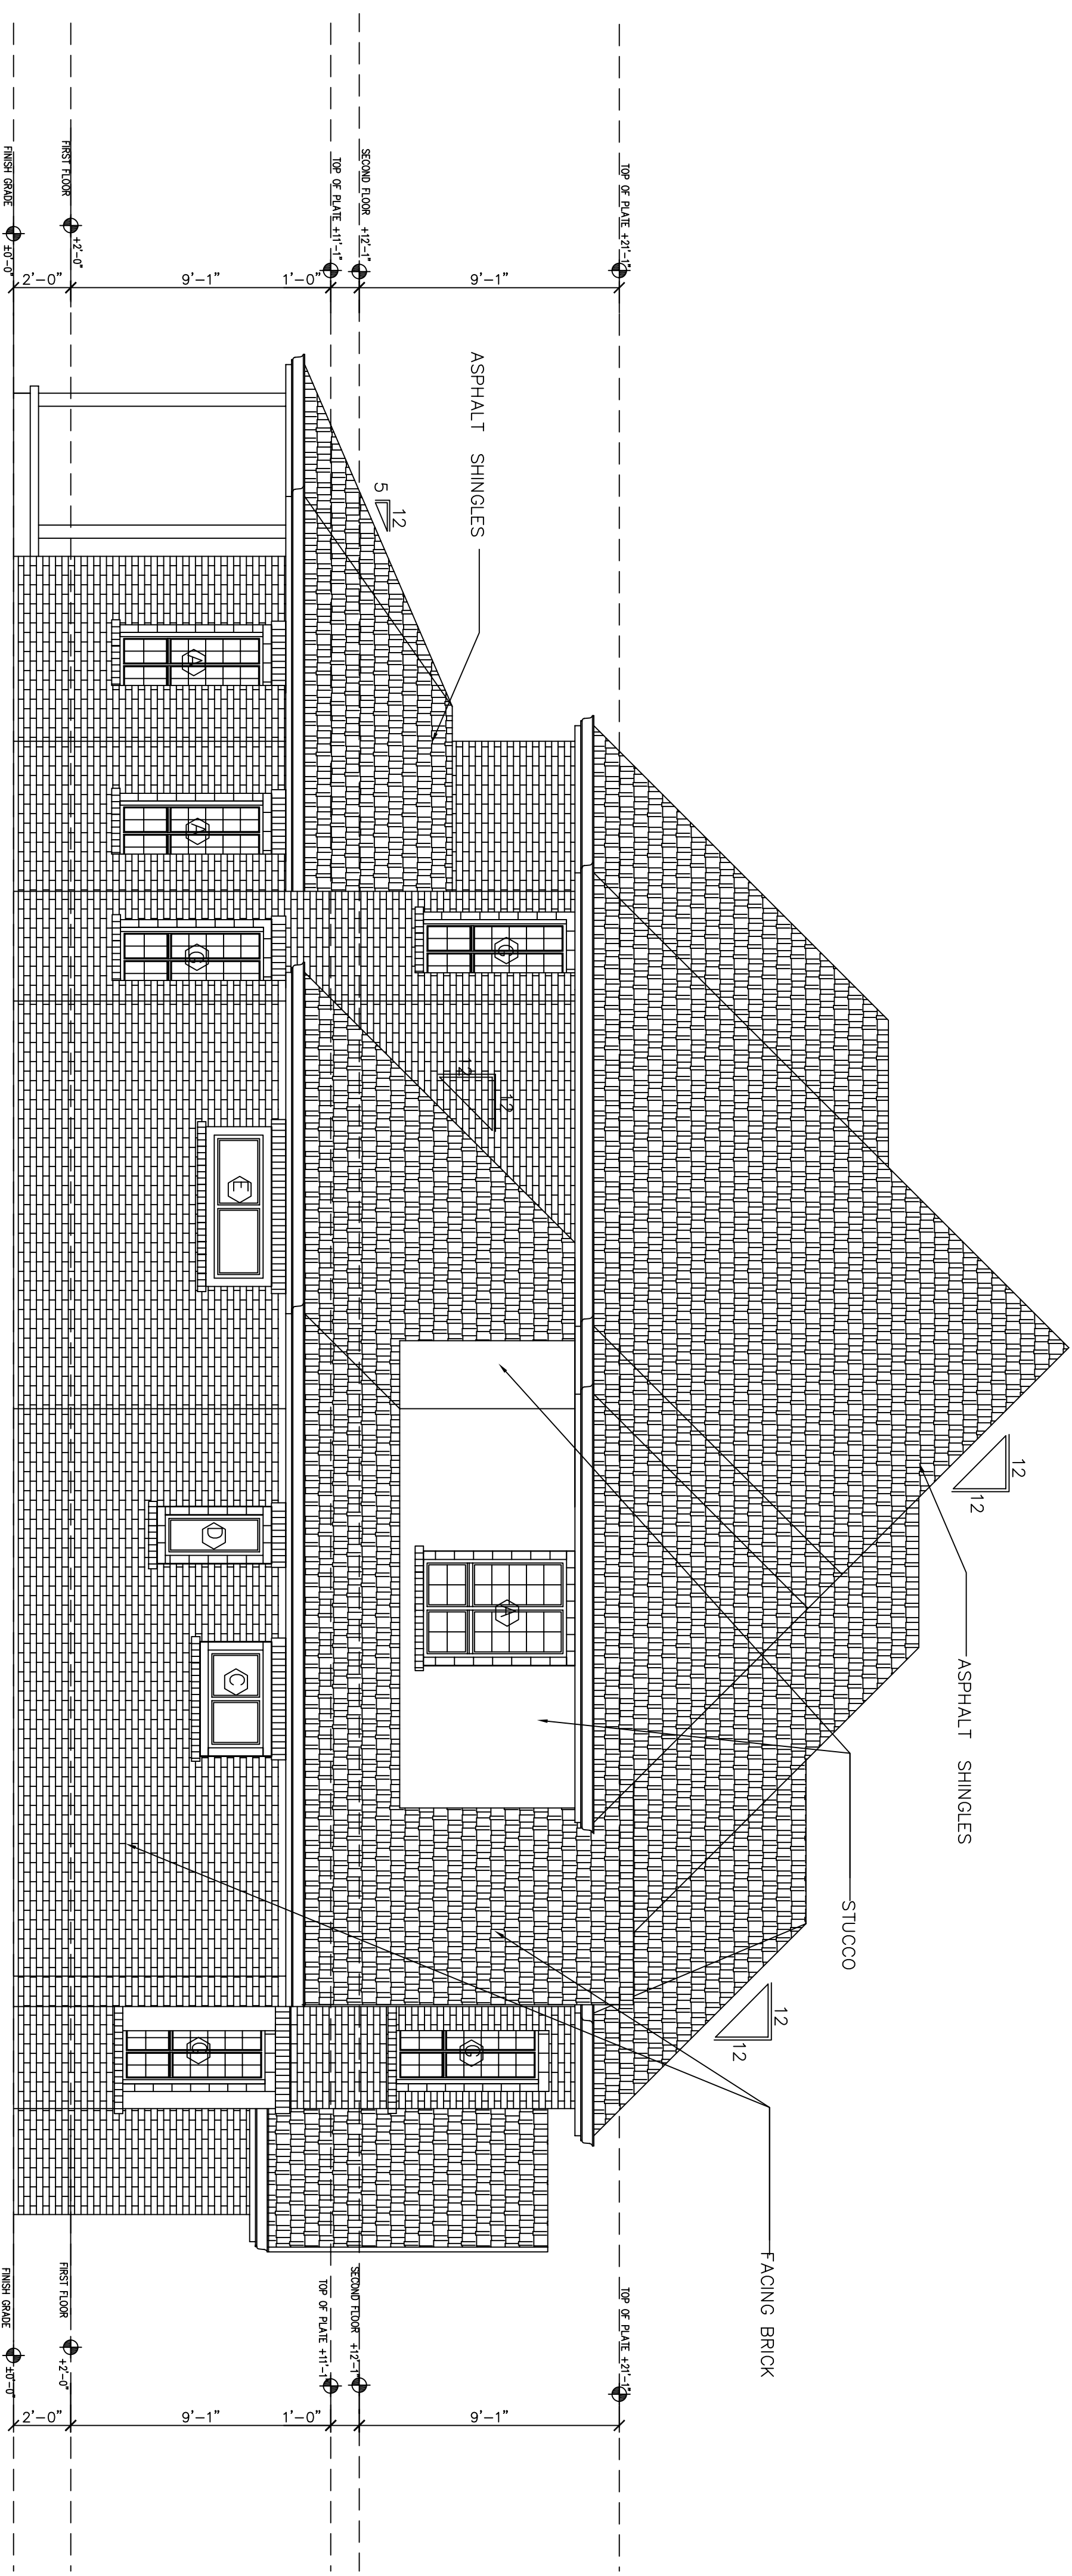 TOP OF PLATE +21'-1"
SECOND FLOOR +12'-1"
TOP OF PLATE +11'-1"
FIRST FLOOR
+2'-0"
FINISH GRADE
±0'-0"
9'-1"
1'-0"
9'-1"
2'-0"
ASPHALT SHINGLES
12
5
12
12
12
12
ASPHALT SHINGLES
STUCCO
12
12
FACING BRICK
G
A
G
A
A
G
E
D
C
G
TOP OF PLATE +21'-1"
SECOND FLOOR +12'-1"
TOP OF PLATE +11'-1"
FIRST FLOOR
+2'-0"
FINISH GRADE
±0'-0"
9'-1"
1'-0"
9'-1"
2'-0"